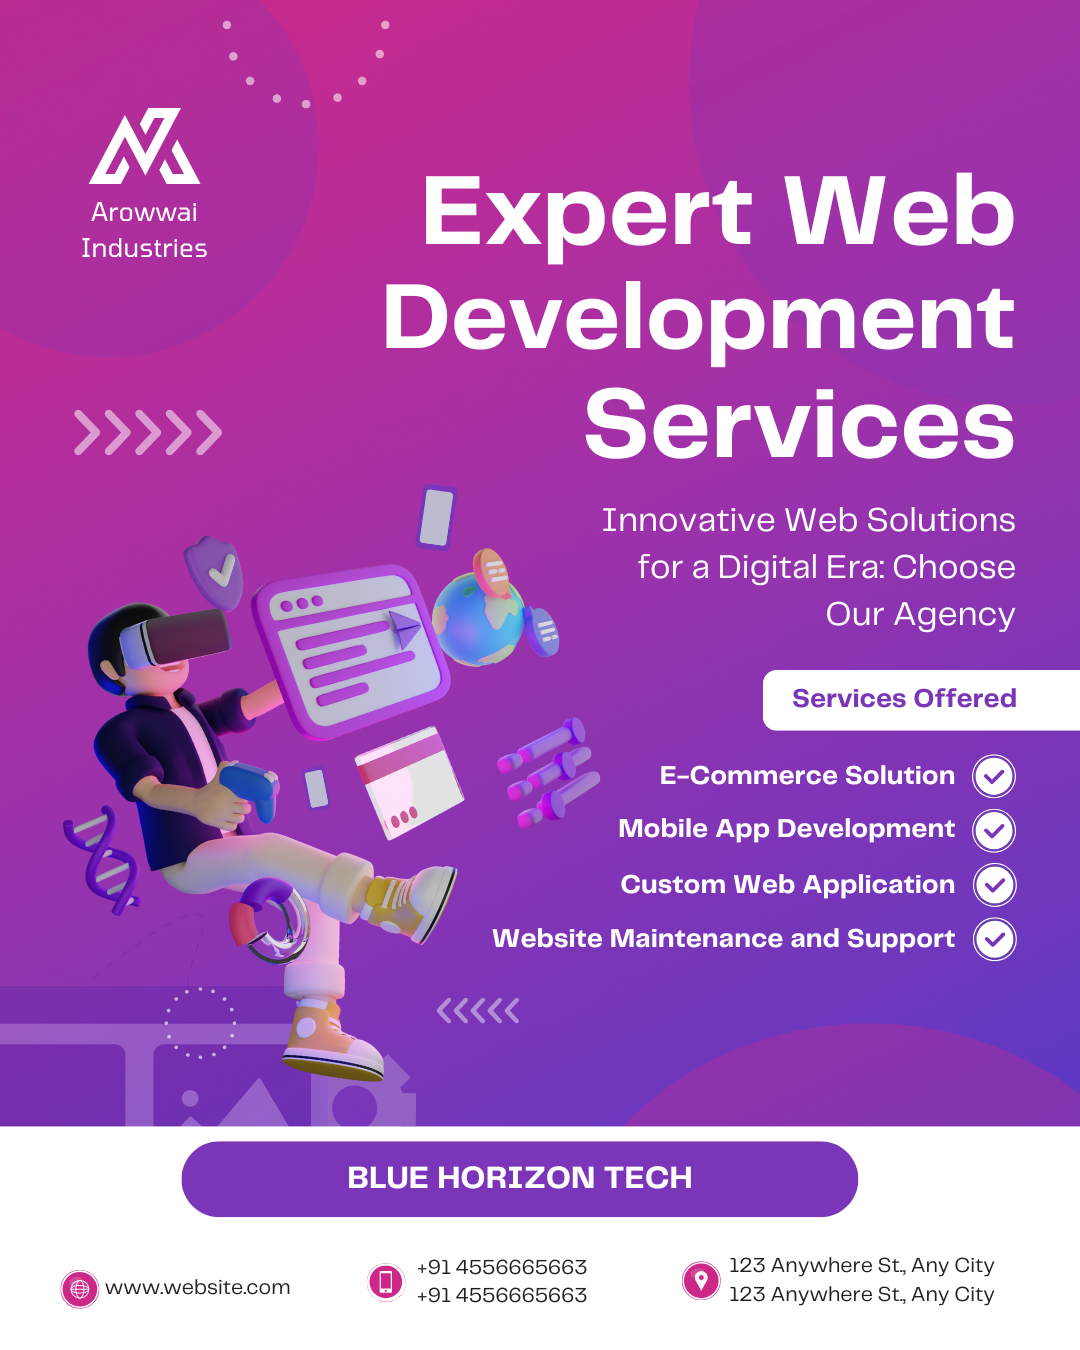 Arowwai
Industries
Expert Web
Development
Services
Innovative Web Solutions
for a Digital Era: Choose
Our Agency
Services Offered
E-Commerce Solution
Mobile App Development
Custom Web Application
Website Maintenance and Support
BLUE HORIZON TECH
www.website.com
+91 4556665663
+91 4556665663
123 Anywhere St., Any City
123 Anywhere St., Any City